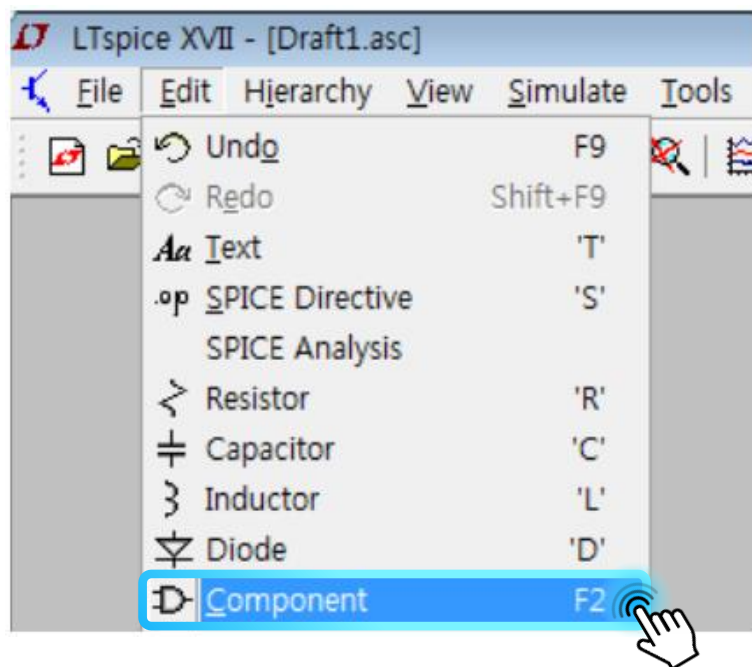 LTspice XVII - [Draft1.asc]
File Edit Hierarchy View Simulate Tools
Undo F9
Redo Shift+F9
Aa Text 'T'
.op SPICE Directive 'S'
SPICE Analysis
Resistor 'R'
Capacitor 'C'
Inductor 'L'
Diode 'D'
Component F2